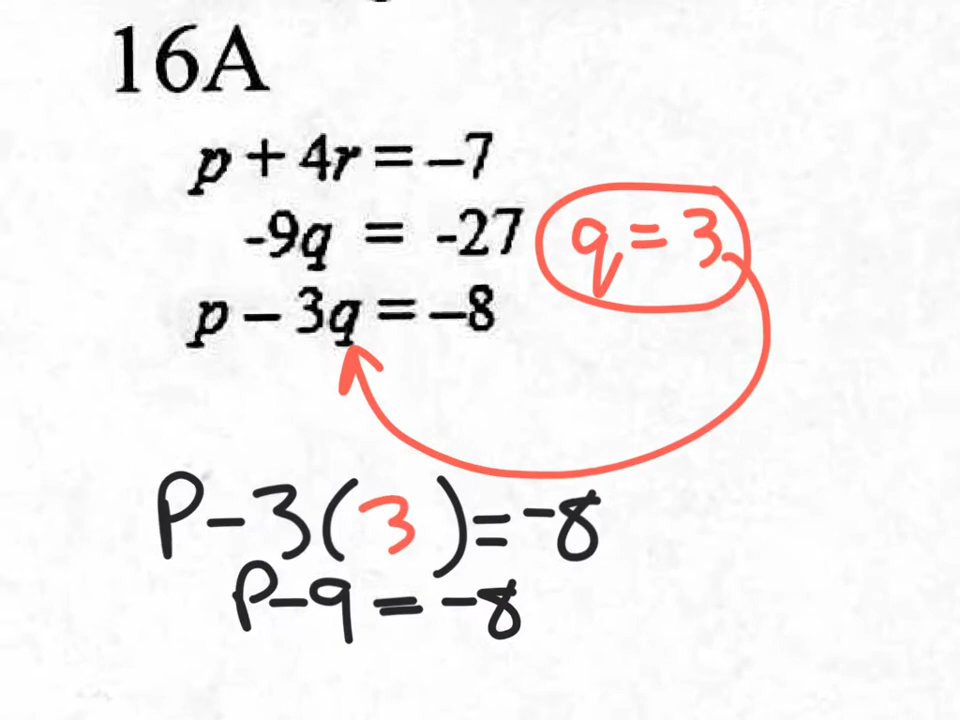 16A
p + 4r = –7
-9q = -27
q = 3
p – 3q = –8
P-3(3)=-8
P-9 = -8